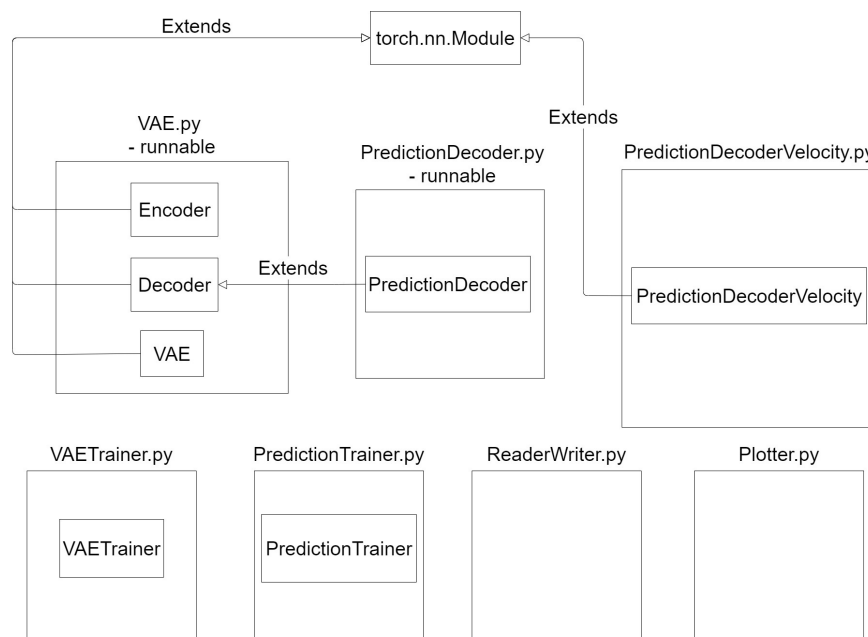 Extends
torch.nn.Module
Extends
VAE.py
- runnable
PredictionDecoder.py
- runnable
PredictionDecoderVelocity.py
Encoder
Decoder
Extends
PredictionDecoder
PredictionDecoderVelocity
VAE
VAETrainer.py
PredictionTrainer.py
ReaderWriter.py
Plotter.py
VAETrainer
PredictionTrainer